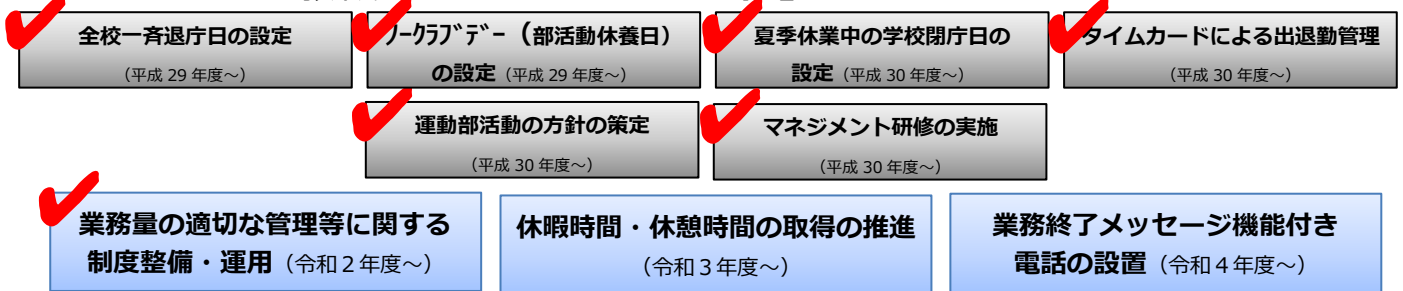 全校一斉退庁日の設定
（平成 29 年度～）
ﾉｰｸﾗﾌﾞﾃﾞｰ（部活動休養日）
の設定（平成 29 年度～）
夏季休業中の学校閉庁日の
設定（平成 30 年度～）
タイムカードによる出退勤管理
（平成 30 年度～）
運動部活動の方針の策定
（平成 30 年度～）
マネジメント研修の実施
（平成 30 年度～）
業務量の適切な管理等に関する
制度整備・運用（令和２年度～）
休暇時間・休憩時間の取得の推進
（令和３年度～）
業務終了メッセージ機能付き
電話の設置（令和４年度～）